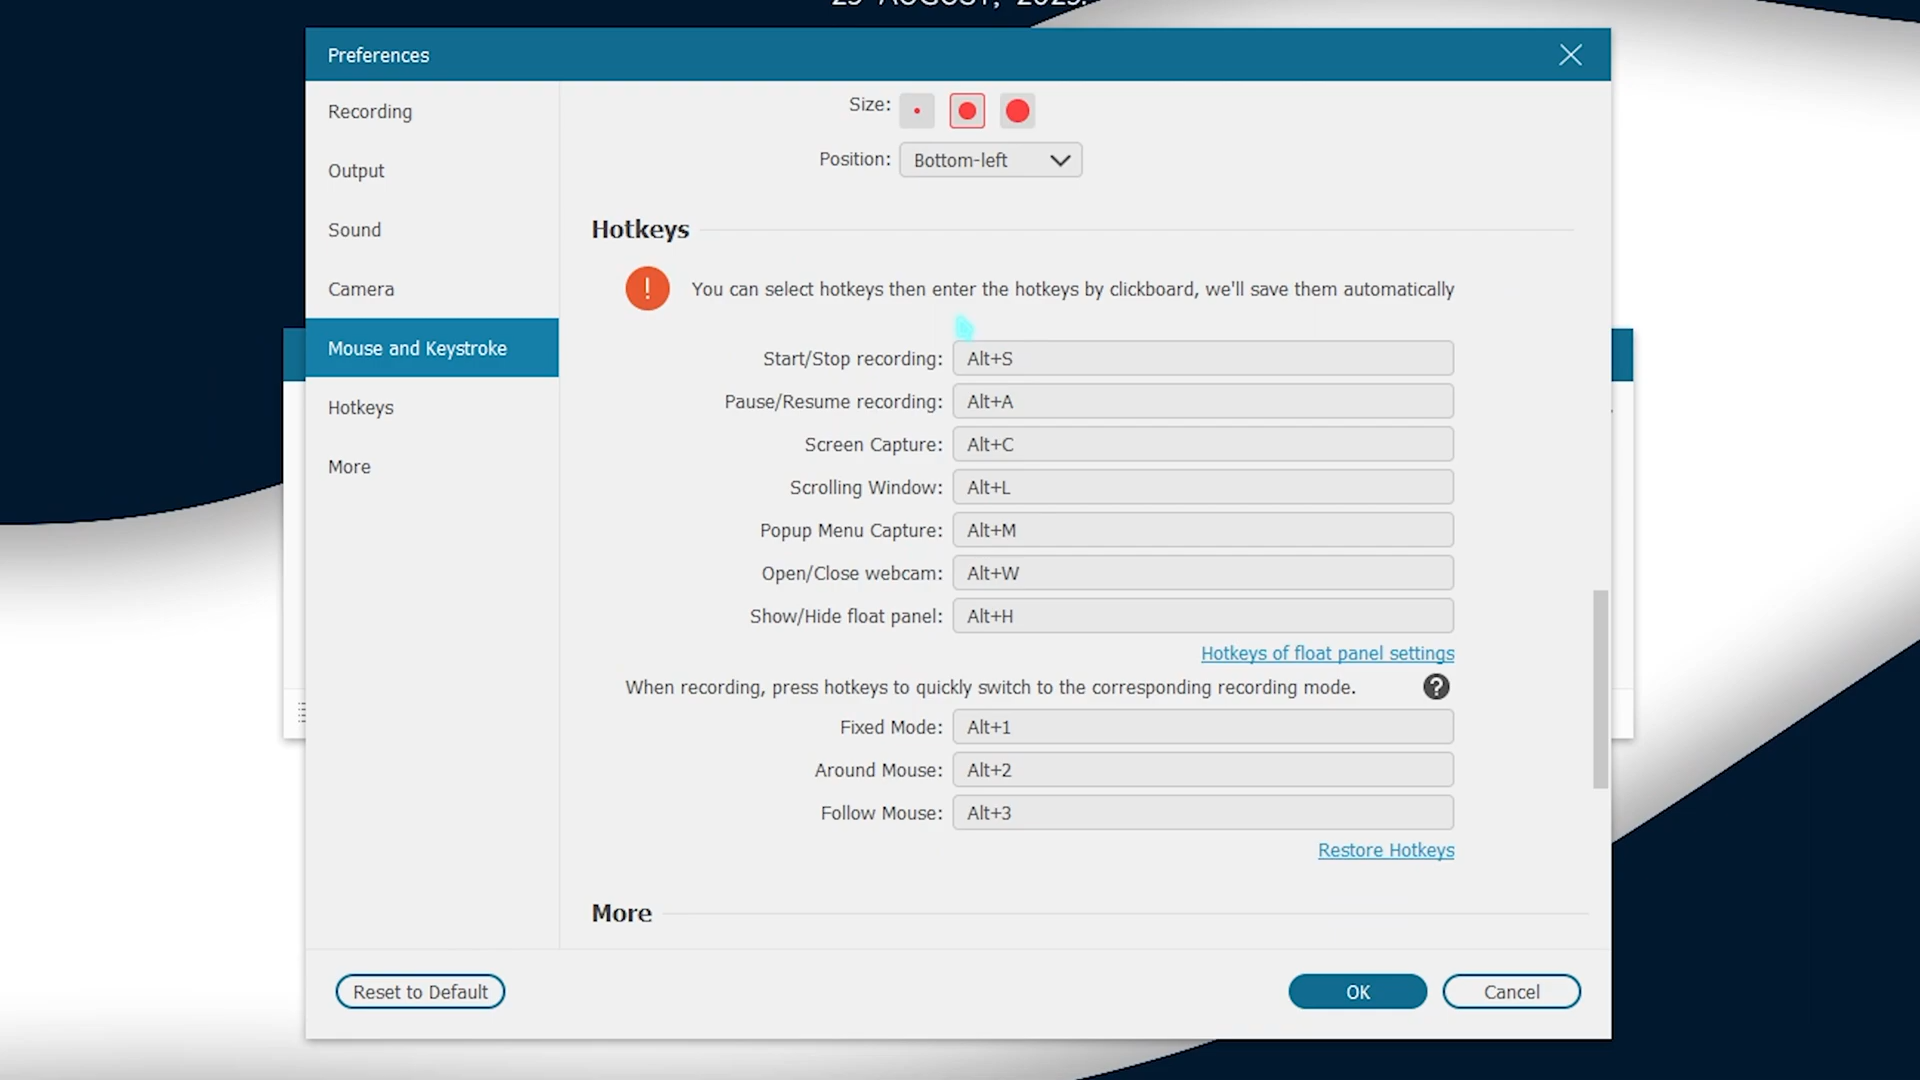 Preferences
Recording
Output
Sound
Camera
Mouse and Keystroke
Hotkeys
More
Size:
Position: Bottom-left
Hotkeys
! You can select hotkeys then enter the hotkeys by clickboard, we'll save them automatically
Start/Stop recording: Alt+S
Pause/Resume recording: Alt+A
Screen Capture: Alt+C
Scrolling Window: Alt+L
Popup Menu Capture: Alt+M
Open/Close webcam: Alt+W
Show/Hide float panel: Alt+H
Hotkeys of float panel settings
When recording, press hotkeys to quickly switch to the corresponding recording mode. ?
Fixed Mode: Alt+1
Around Mouse: Alt+2
Follow Mouse: Alt+3
Restore Hotkeys
More
Reset to Default
OK
Cancel